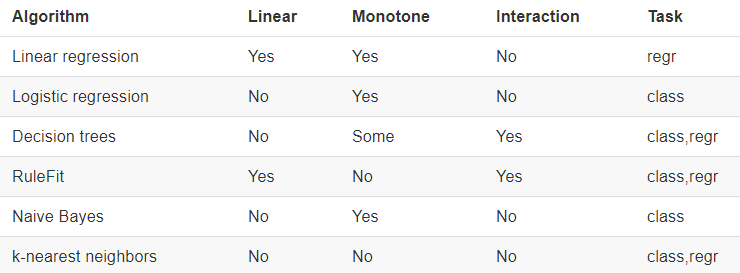 Algorithm Linear Monotone Interaction Task
Linear regression Yes Yes No regr
Logistic regression No Yes No class
Decision trees No Some Yes class,regr
RuleFit Yes No Yes class,regr
Naive Bayes No Yes No class
k-nearest neighbors No No No class,regr